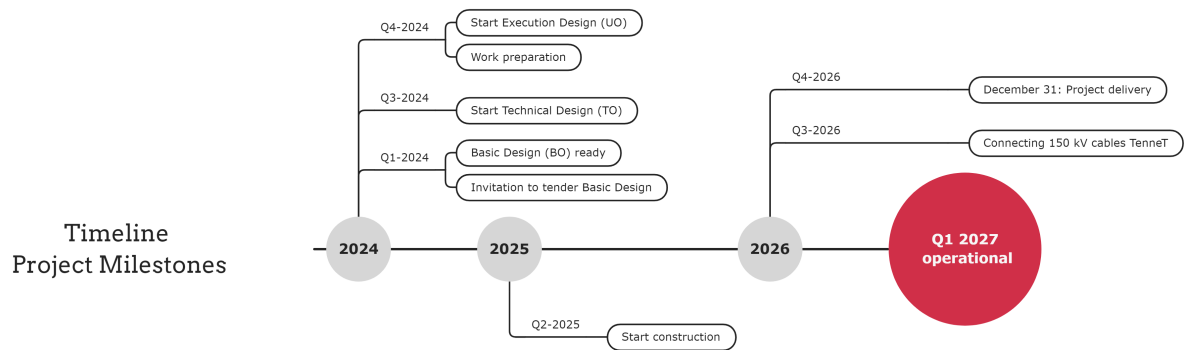 Timeline
Project Milestones
2024
Q4-2024
Start Execution Design (UO)
Work preparation
Q3-2024
Start Technical Design (TO)
Q1-2024
Basic Design (BO) ready
Invitation to tender Basic Design
2025
Q2-2025
Start construction
2026
Q4-2026
December 31: Project delivery
Q3-2026
Connecting 150 kV cables TenneT
Q1 2027
operational